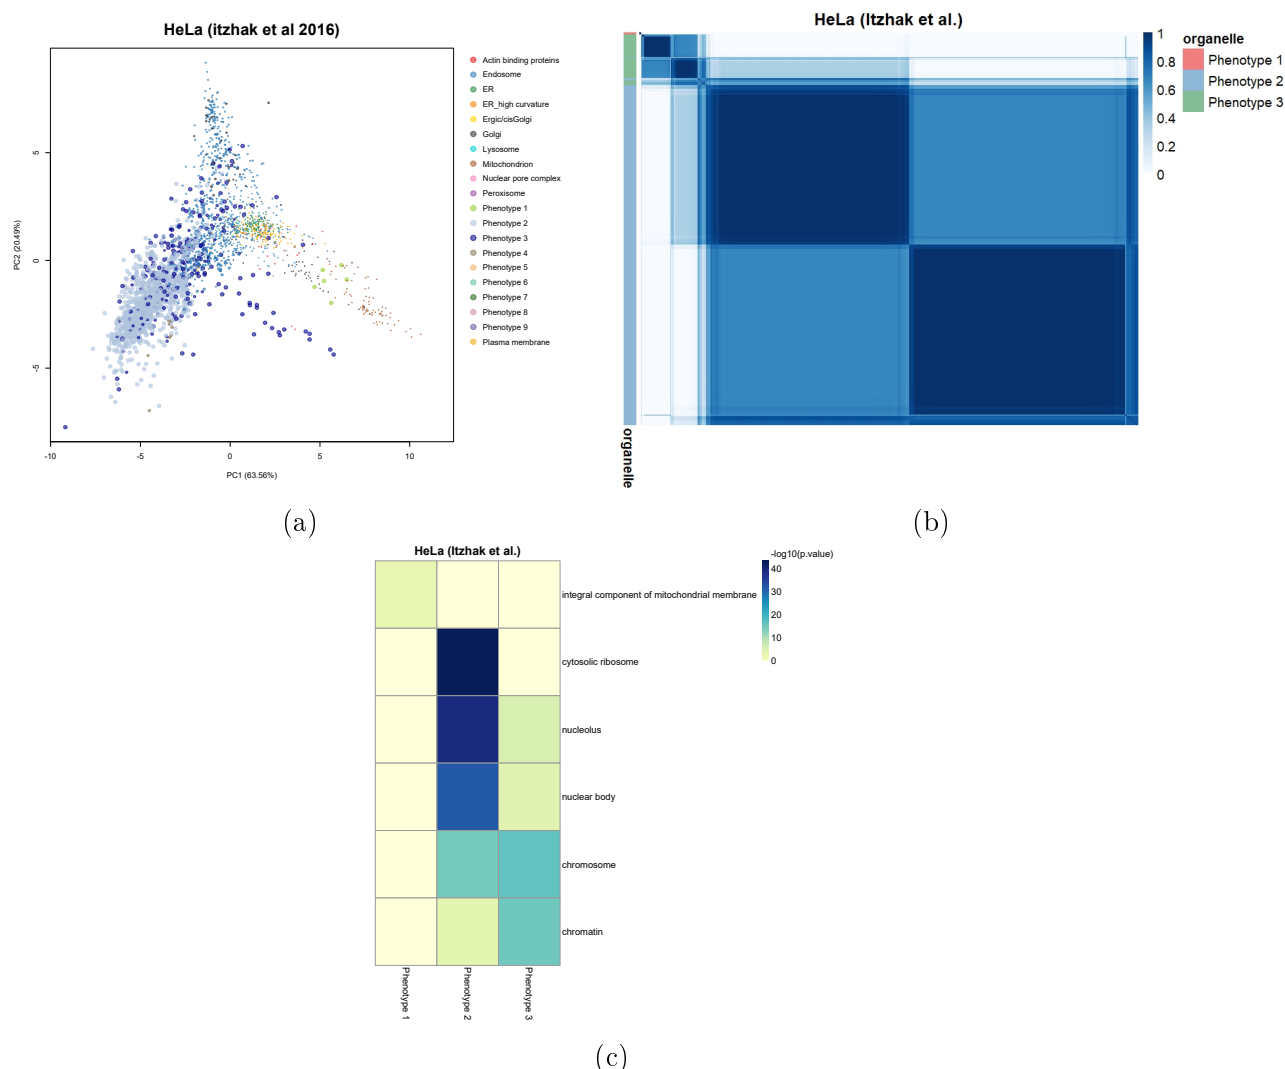 HeLa (itzhak et al 2016)
5
0
-5
PC2 (20.49%)
-10
-5
0
5
10
PC1 (63.56%)
Actin binding proteins
Endosome
ER
ER_high curvature
Ergic/cisGolgi
Golgi
Lysosome
Mitochondrion
Nuclear pore complex
Peroxisome
Phenotype 1
Phenotype 2
Phenotype 3
Phenotype 4
Phenotype 5
Phenotype 6
Phenotype 7
Phenotype 8
Phenotype 9
Plasma membrane
(a)
HeLa (Itzhak et al.)
1
0.8
0.6
0.4
0.2
0
organelle
Phenotype 1
Phenotype 2
Phenotype 3
organelle
(b)
HeLa (Itzhak et al.)
-log10(p.value)
40
30
20
10
0
integral component of mitochondrial membrane
cytosolic ribosome
nucleolus
nuclear body
chromosome
chromatin
Phenotype 1
Phenotype 2
Phenotype 3
(c)